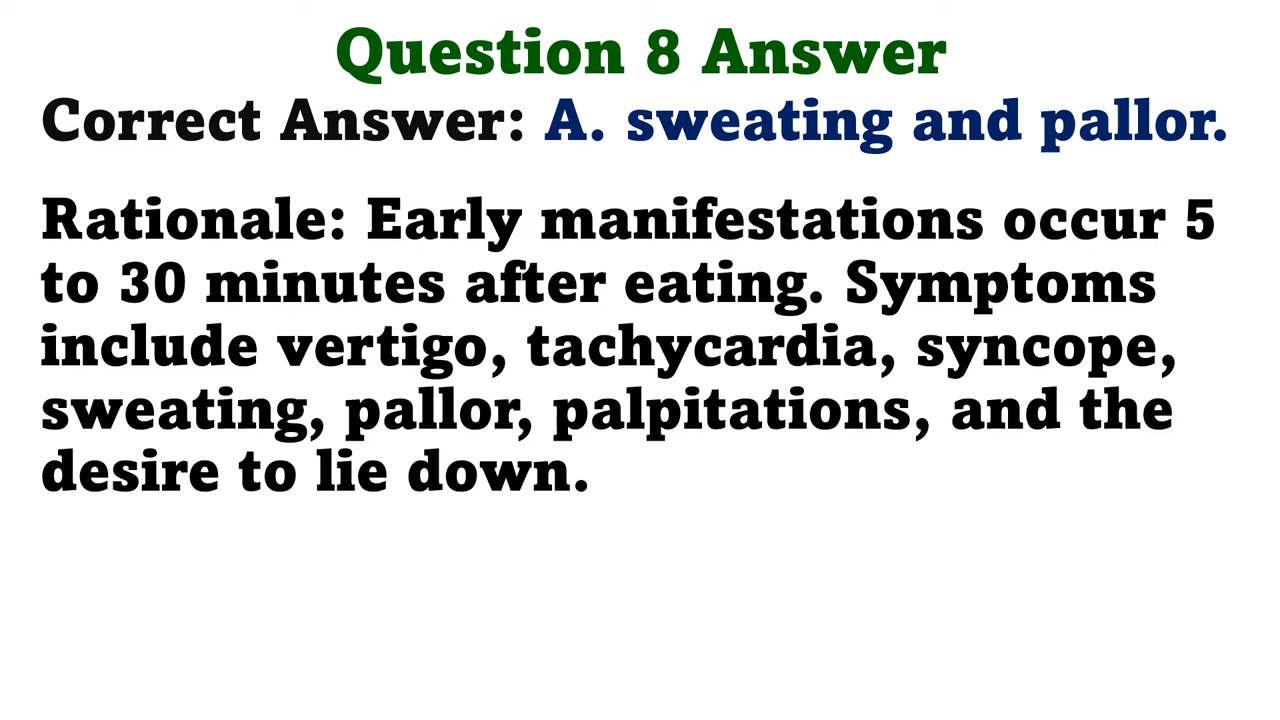 Question 8 Answer
Correct Answer: A. sweating and pallor.
Rationale: Early manifestations occur 5
to 30 minutes after eating. Symptoms
include vertigo, tachycardia, syncope,
sweating, pallor, palpitations, and the
desire to lie down.